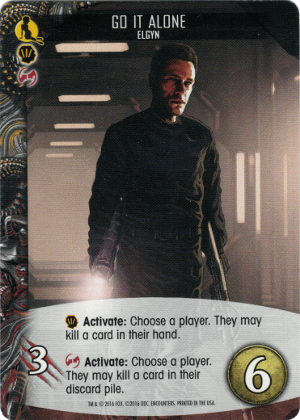 GO IT ALONE
ELGYN
Activate: Choose a player. They may
kill a card in their hand.
3
Activate: Choose a player.
They may kill a card in their
discard pile.
6
TM & © 2016 FOX. ©2016 UDC. ENCOUNTERS. PRINTED IN THE USA.